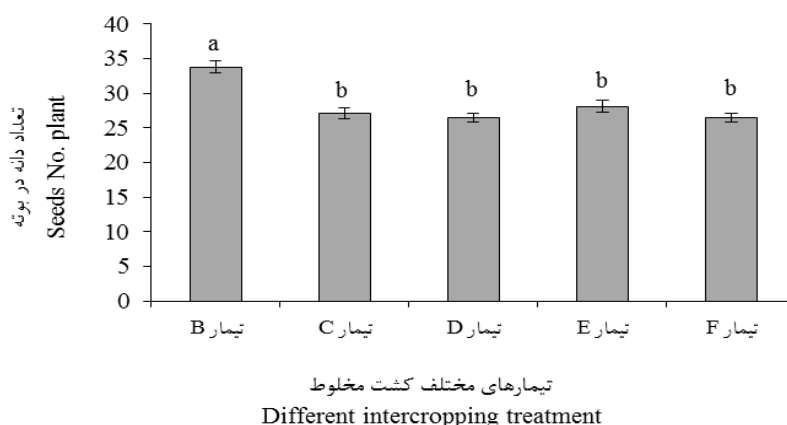 40
35
30
25
20
15
10
5
0
a
b
b
b
b
تعداد دانه در بوته
Seeds No. plant
تیمار B
تیمار C
تیمار D
تیمار E
تیمار F
تیمارهای مختلف کشت مخلوط
Different intercropping treatment